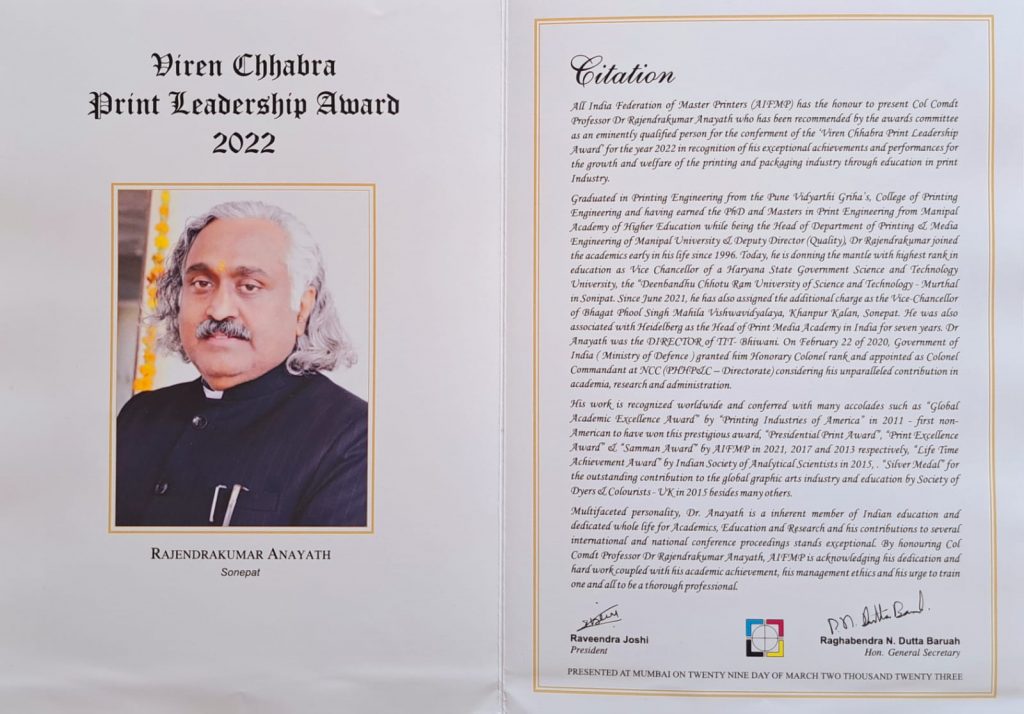 Viren Chhabra
Print Leadership Award
2022
RAJENDRAKUMAR ANAYATH
Sonepat
Citation
All India Federation of Master Printers (AIFMP) has the honour to present Col Comdt
Professor Dr Rajendrakumar Anayath who has been recommended by the awards committee
as an eminently qualified person for the conferment of the 'Viren Chhabra Print Leadership
Award' for the year 2022 in recognition of his exceptional achievements and performances for
the growth and welfare of the printing and packaging industry through education in print
Industry.
Graduated in Printing Engineering from the Pune Vidyarthi Griha's, College of Printing
Engineering and having earned the PhD and Masters in Print Engineering from Manipal
Academy of Higher Education while being the Head of Department of Printing & Media
Engineering of Manipal University & Deputy Director (Quality), Dr Rajendrakumar joined
the academics early in his life since 1996. Today, he is donning the mantle with highest rank in
education as Vice Chancellor of a Haryana State Government Science and Technology
University, the "Deenbandhu Chhotu Ram University of Science and Technology - Murthal
in Sonipat. Since June 2021, he has also assigned the additional charge as the Vice-Chancellor
of Bhagat Phool Singh Mahila Vishwavidyalaya, Khanpur Kalan, Sonepat. He was also
associated with Heidelberg as the Head of Print Media Academy in India for seven years. Dr
Anayath was the DIRECTOR of TIT- Bhiwani. On February 22 of 2020, Government of
India ( Ministry of Defence ) granted him Honorary Colonel rank and appointed as Colonel
Commandant at NCC (PHHP&C – Directorate) considering his unparalleled contribution in
academia, research and administration.
His work is recognized worldwide and conferred with many accolades such as "Global
Academic Excellence Award" by "Printing Industries of America" in 2011 - first non-
American to have won this prestigious award, "Presidential Print Award", "Print Excellence
Award" & "Samman Award" by AIFMP in 2021, 2017 and 2013 respectively, "Life Time
Achievement Award" by Indian Society of Analytical Scientists in 2015, . "Silver Medal" for
the outstanding contribution to the global graphic arts industry and education by Society of
Dyers & Colourists - UK in 2015 besides many others.
Multifaceted personality, Dr. Anayath is a inherent member of Indian education and
dedicated whole life for Academics, Education and Research and his contributions to several
international and national conference proceedings stands exceptional. By honouring Col
Comdt Professor Dr Rajendrakumar Anayath, AIFMP is acknowledging his dedication and
hard work coupled with his academic achievement, his management ethics and his urge to train
one and all to be a thorough professional.
P.N. Dutta Baruah.
Raveendra Joshi
President
Raghabendra N. Dutta Baruah
Hon. General Secretary
PRESENTED AT MUMBAI ON TWENTY NINE DAY OF MARCH TWO THOUSAND TWENTY THREE